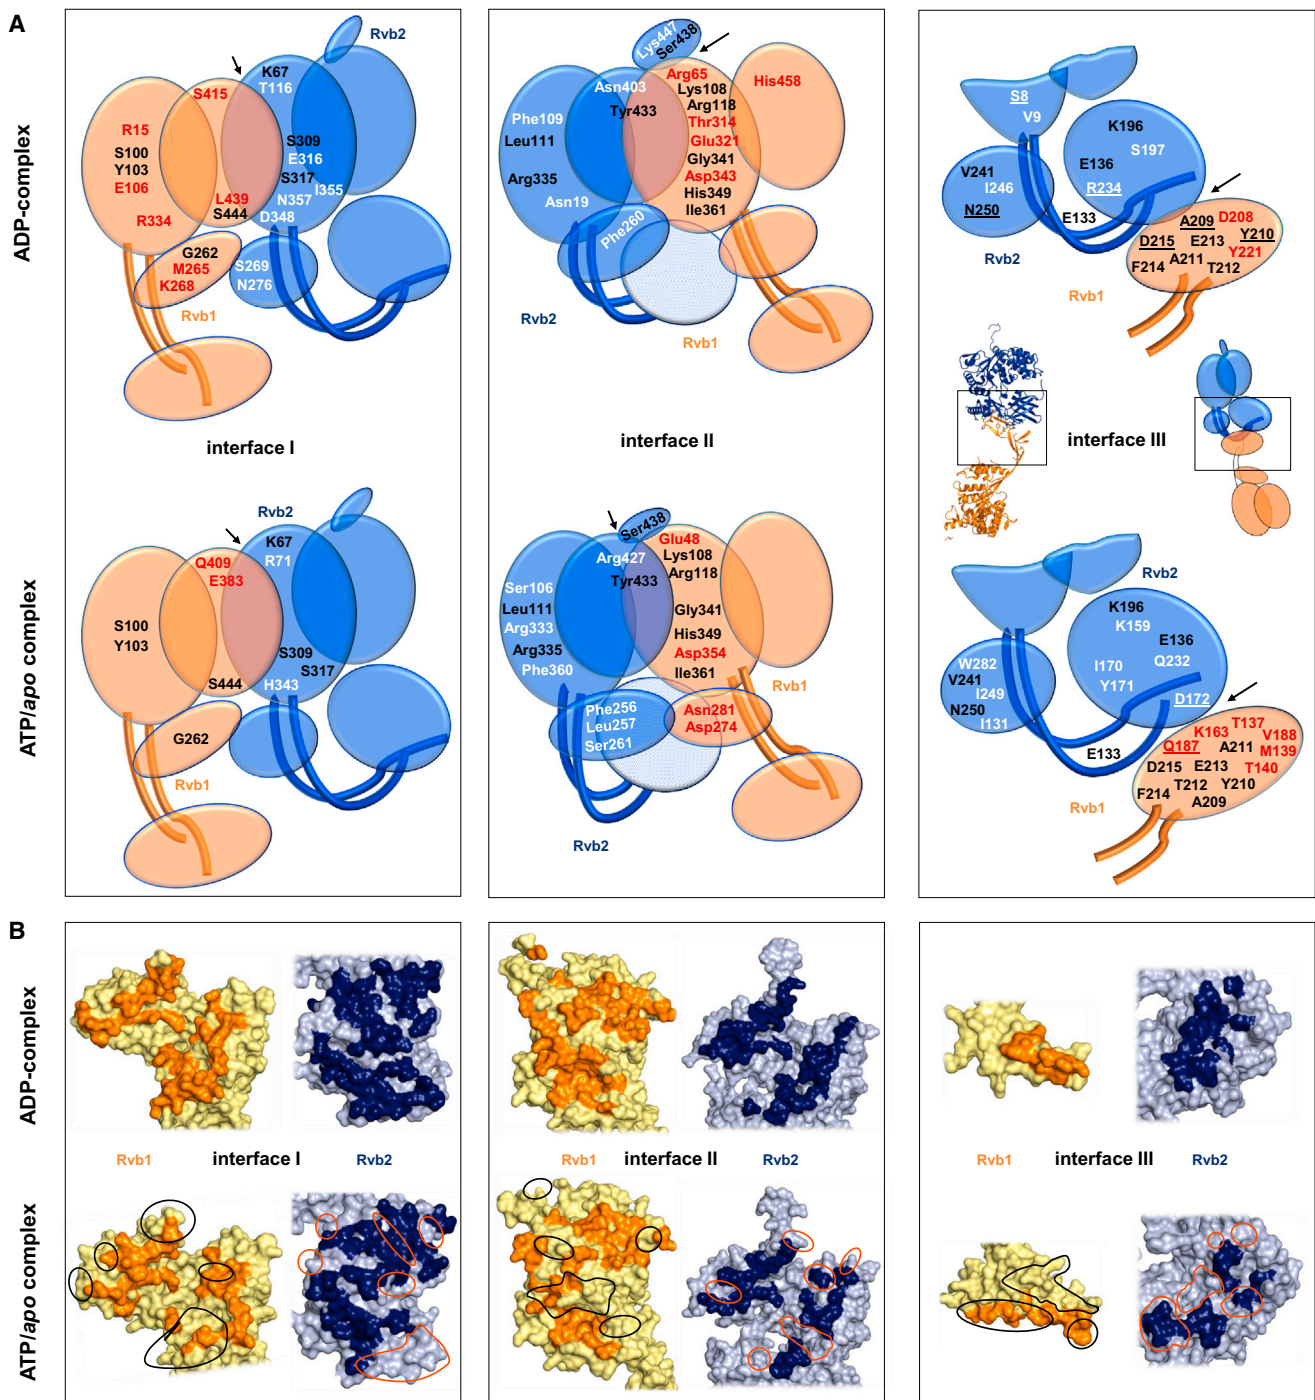 A
ADP-complex
Rvb2
K67
T116
S415
R15
S100
Y103
E106
S309
E316
S317
I355
N357
D348
L439
S444
R334
G262
M265
K268
S269
N276
Rvb1
interface I
Lys447
Ser438
Asn403
Tyr433
Arg65
Lys108
Arg118
Thr314
Glu321
Gly341
Asp343
His349
Ile361
His458
Phe109
Leu111
Arg335
Asn19
Phe260
Rvb2
Rvb1
interface II
S8
V9
K196
S197
E136
R234
V241
I246
N250
E133
Rvb2
A209
D208
Y210
D215
E213
Y221
F214
A211
T212
Rvb1
interface III
ATP/apo complex
Rvb2
K67
R71
Q409
E383
S100
Y103
S309
S317
S444
H343
G262
Rvb1
Ser438
Arg427
Tyr433
Glu48
Lys108
Arg118
Gly341
His349
Asp354
Ile361
Ser106
Leu111
Arg333
Arg335
Phe360
Phe256
Leu257
Ser261
Asn281
Asp274
Rvb1
Rvb2
Rvb2
K196
K159
E136
I170
Q232
Y171
D172
W282
V241
I249
N250
I131
E133
K163
T137
V188
Q187
A211
M139
D215
E213
T140
T212
Y210
F214
A209
Rvb1
B
ADP-complex
Rvb1 interface I Rvb2
Rvb1 interface II Rvb2
Rvb1 interface III Rvb2
ATP/apo complex